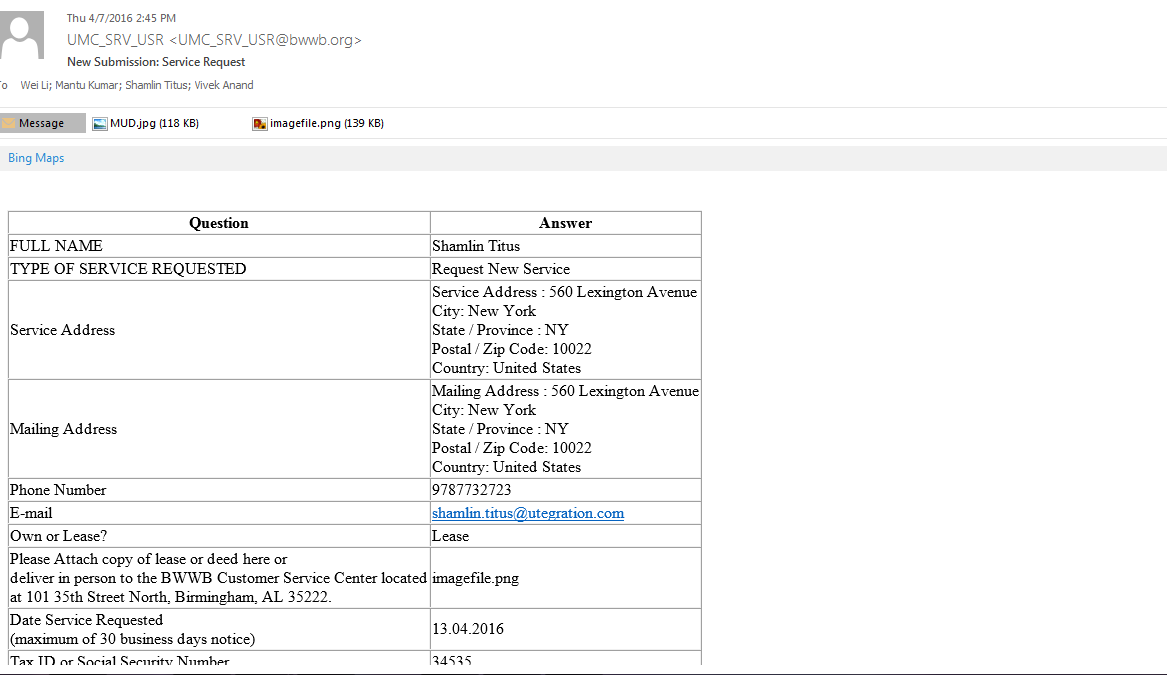 Thu 4/7/2016 2:45 PM
UMC_SRV_USR <UMC_SRV_USR@bwwb.org>
New Submission: Service Request
To Wei Li; Mantu Kumar; Shamlin Titus; Vivek Anand
Message MUD.jpg (118 KB) imagefile.png (139 KB)
Bing Maps
Question Answer
FULL NAME Shamlin Titus
TYPE OF SERVICE REQUESTED Request New Service
Service Address
Service Address : 560 Lexington Avenue
City: New York
State / Province : NY
Postal / Zip Code: 10022
Country: United States
Mailing Address
Mailing Address : 560 Lexington Avenue
City: New York
State / Province : NY
Postal / Zip Code: 10022
Country: United States
Phone Number 9787732723
E-mail shamlin.titus@utegration.com
Own or Lease? Lease
Please Attach copy of lease or deed here or
deliver in person to the BWWB Customer Service Center located
at 101 35th Street North, Birmingham, AL 35222.
imagefile.png
Date Service Requested
(maximum of 30 business days notice)
13.04.2016
Tax ID or Social Security Number 34535